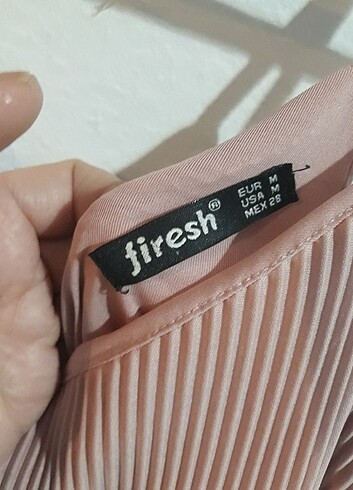 firesh®
EUR M
USA M
MEX 28